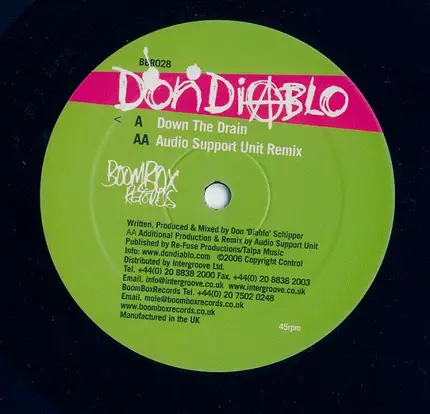 BBR028
DON DIABLO
< A Down The Drain
AA Audio Support Unit Remix
BOOMBOX
RECORDS
Written, Produced & Mixed by Don 'Diablo' Schipper
AA Additional Production & Remix by Audio Support Unit
Published by Re-Fuse Productions/Talpa Music
Info: www.dondiablo.com ©2006 Copyright Control
Distributed by Intergroove Ltd.
Tel. +44(0) 20 8838 2000 Fax, +44(0) 20 8838 2003
Email. info@intergroove.co.uk www.intergroove.co.uk
BoomBoxRecords Tel. +44(0) 20 7502 0248
Email. mole@boomboxrecords.co.uk
www.boomboxrecords.co.uk
Manufactured in the UK
45rpm